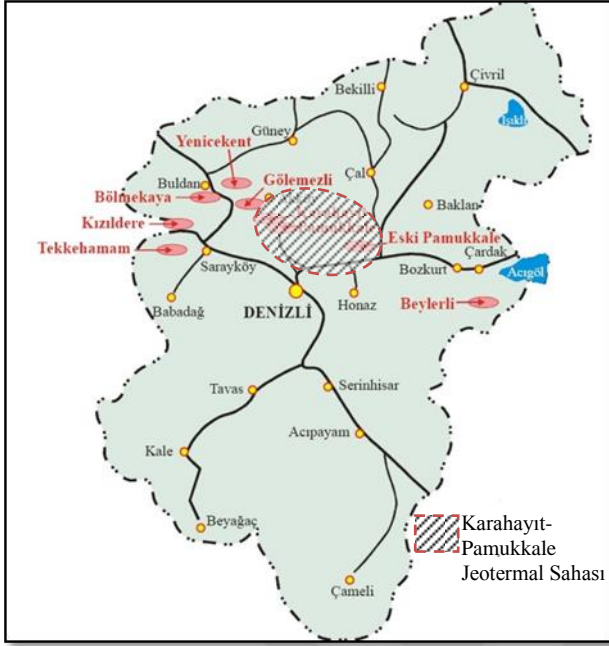 Çivril
Bekilli
Işıklı
Güney
Yenicekent
Çal
Buldan
Gölemezli
Bölmekaya
Baklan
Kızıldere
Eski Pamukkale
Tekkehamam
Çardak
Sarayköy
Bozkurt
Acıgöl
DENİZLİ
Honaz
Beylerli
Babadağ
Tavas
Serinhisar
Acıpayam
Kale
Beyağaç
Karahayıt-
Pamukkale
Jeotermal Sahası
Çameli